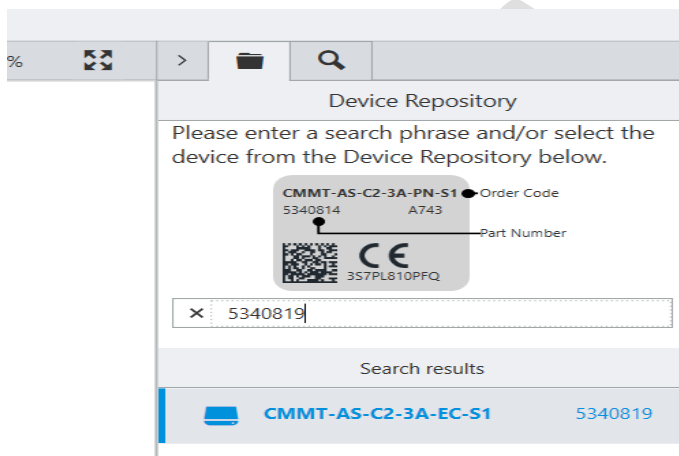 %
>
Device Repository
Please enter a search phrase and/or select the
device from the Device Repository below.
CMMT-AS-C2-3A-PN-S1 Order Code
5340814 A743
Part Number
CE
3S7PL810PFQ
× 5340819
Search results
CMMT-AS-C2-3A-EC-S1 5340819